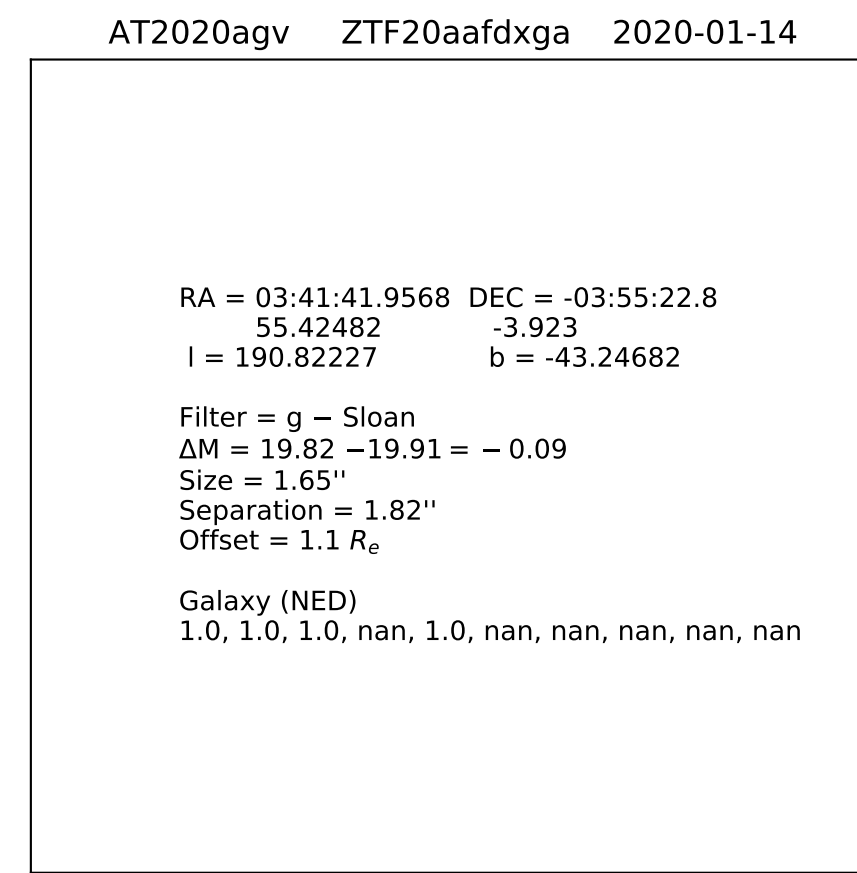 AT2020agv ZTF20aafdxga 2020-01-14
RA = 03:41:41.9568 DEC = -03:55:22.8
55.42482 -3.923
l = 190.82227 b = -43.24682
Filter = g − Sloan
ΔM = 19.82 −19.91 = − 0.09
Size = 1.65''
Separation = 1.82''
Offset = 1.1 Re
Galaxy (NED)
1.0, 1.0, 1.0, nan, 1.0, nan, nan, nan, nan, nan